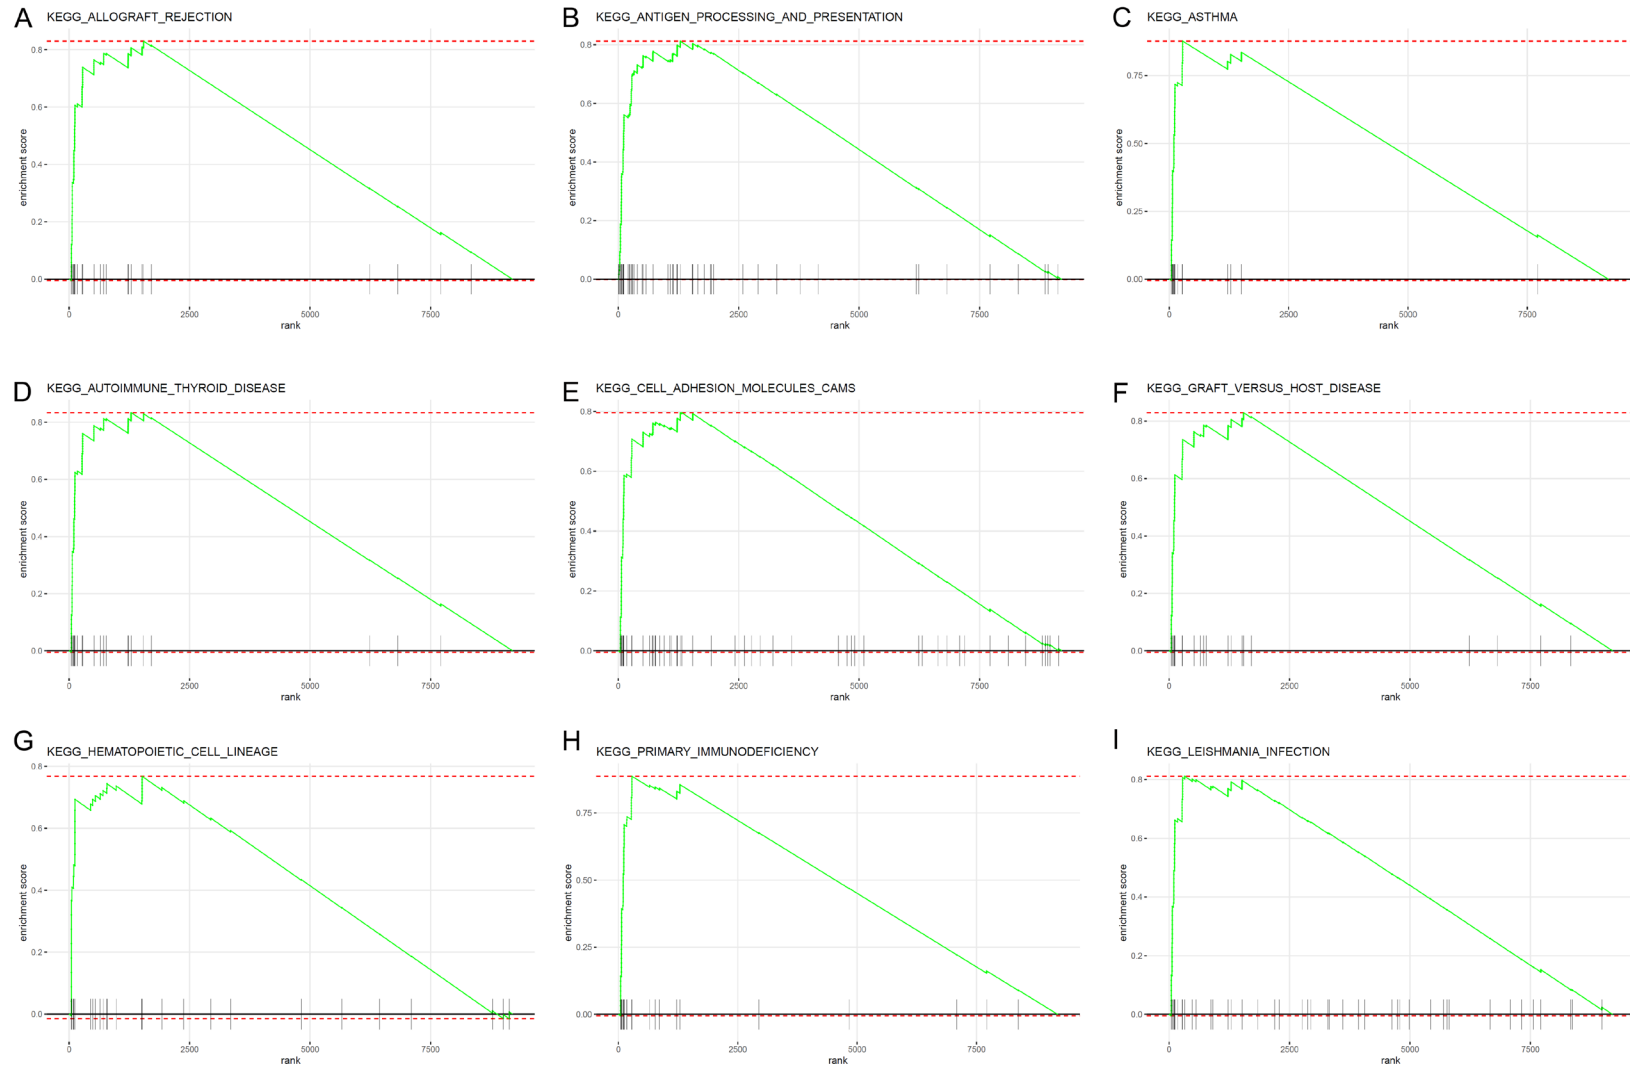 A KEGG_ALLOGRAFT_REJECTION
enrichment score
0.8
0.6
0.4
0.2
0.0
0 2500 5000 7500
rank
B KEGG_ANTIGEN_PROCESSING_AND_PRESENTATION
enrichment score
0.8
0.6
0.4
0.2
0.0
0 2500 5000 7500
rank
C KEGG_ASTHMA
enrichment score
0.75
0.50
0.25
0.00
0 2500 5000 7500
rank
D KEGG_AUTOIMMUNE_THYROID_DISEASE
enrichment score
0.8
0.6
0.4
0.2
0.0
0 2500 5000 7500
rank
E KEGG_CELL_ADHESION_MOLECULES_CAMS
enrichment score
0.8
0.6
0.4
0.2
0.0
0 2500 5000 7500
rank
F KEGG_GRAFT_VERSUS_HOST_DISEASE
enrichment score
0.8
0.6
0.4
0.2
0.0
0 2500 5000 7500
rank
G KEGG_HEMATOPOIETIC_CELL_LINEAGE
enrichment score
0.8
0.6
0.4
0.2
0.0
0 2500 5000 7500
rank
H KEGG_PRIMARY_IMMUNODEFICIENCY
enrichment score
0.75
0.50
0.25
0.00
0 2500 5000 7500
rank
I KEGG_LEISHMANIA_INFECTION
enrichment score
0.8
0.6
0.4
0.2
0.0
0 2500 5000 7500
rank